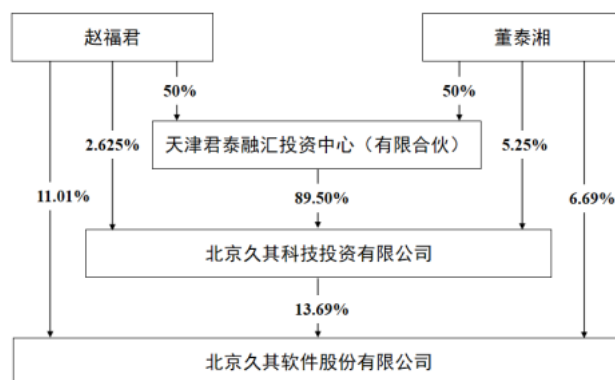 赵福君
董泰湘
50%
50%
2.625%
天津君泰融汇投资中心（有限合伙）
5.25%
11.01%
89.50%
6.69%
北京久其科技投资有限公司
13.69%
北京久其软件股份有限公司